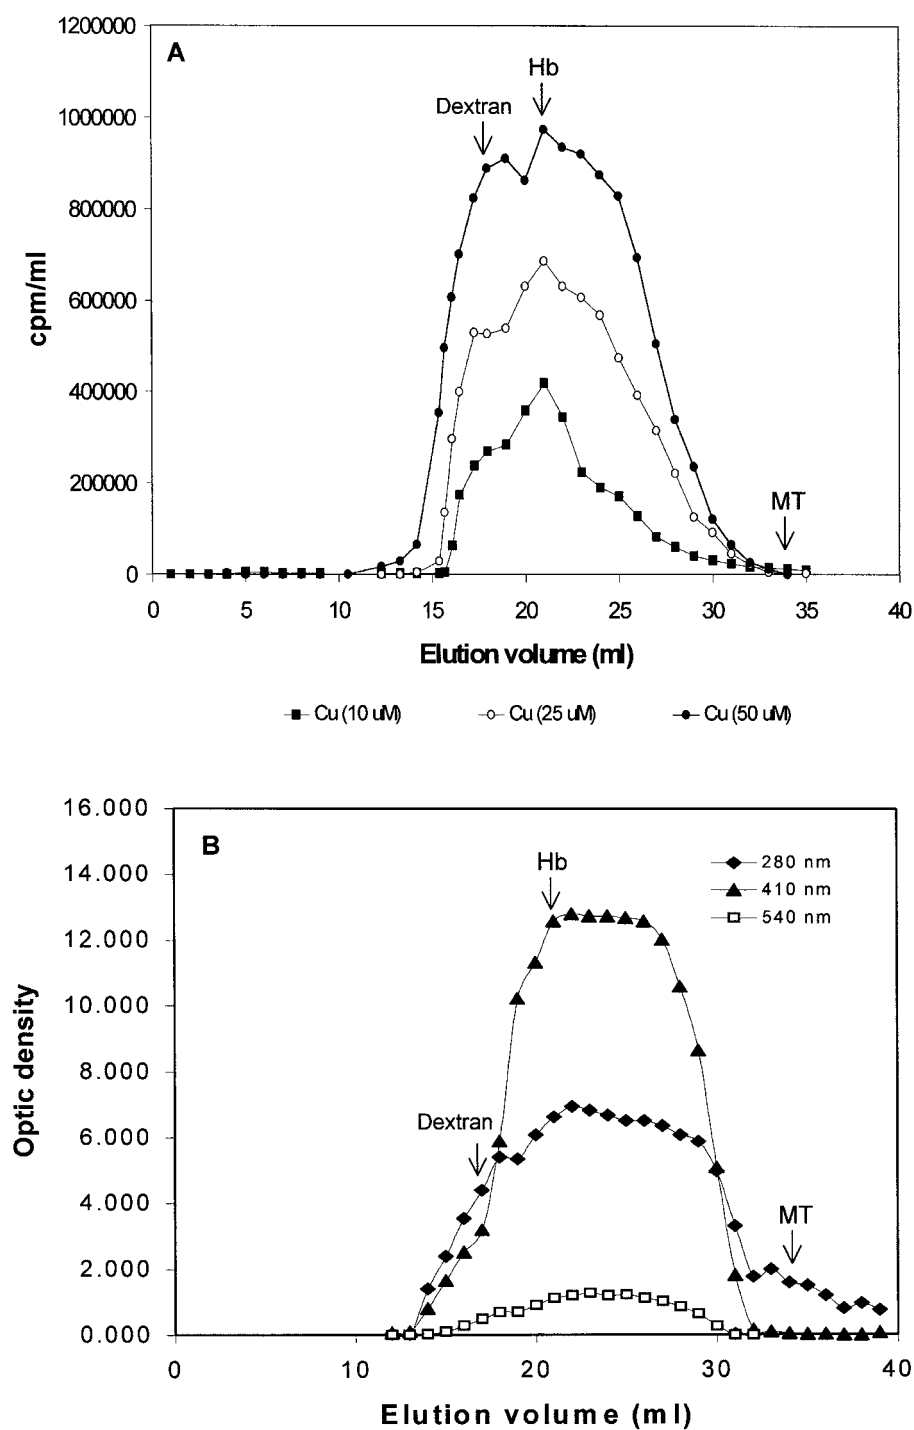 A
1200000
1000000
800000
600000
400000
200000
0
cpm/ml
Dextran
Hb
MT
0 5 10 15 20 25 30 35 40
Elution volume (ml)
Cu (10 uM) Cu (25 uM) Cu (50 uM)
B
16.000
14.000
12.000
10.000
8.000
6.000
4.000
2.000
0.000
Optic density
Hb
Dextran
MT
280 nm
410 nm
540 nm
0 10 20 30 40
Elution volume (ml)